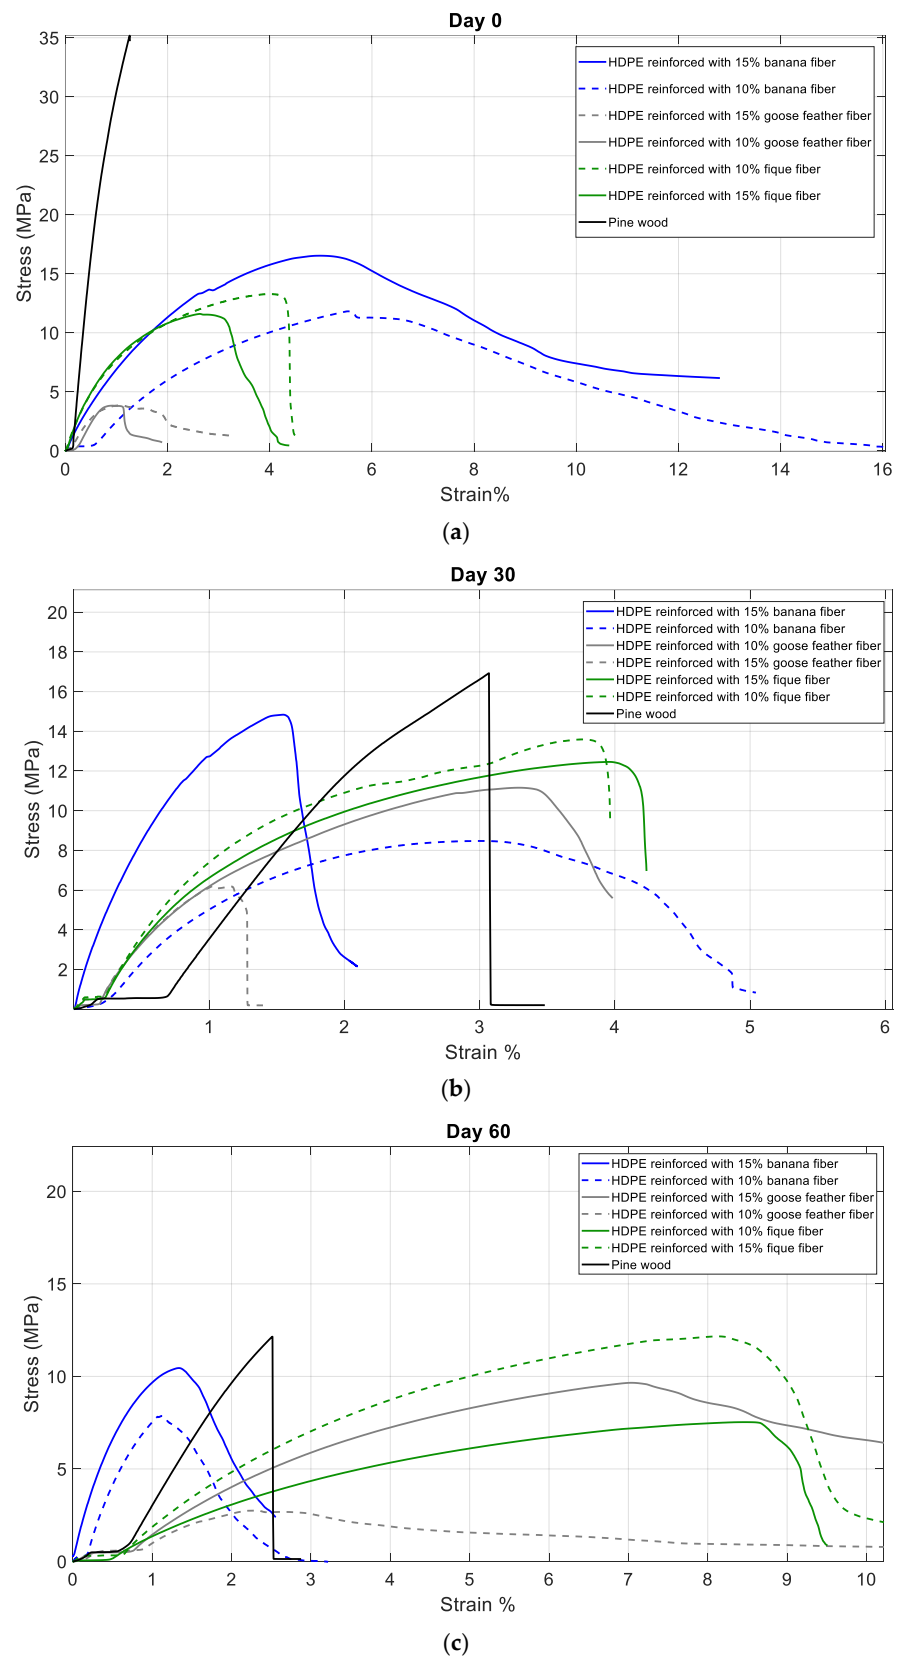 Day 0
35
30
25
20
15
10
5
0
Stress (MPa)
HDPE reinforced with 15% banana fiber
HDPE reinforced with 10% banana fiber
HDPE reinforced with 15% goose feather fiber
HDPE reinforced with 10% goose feather fiber
HDPE reinforced with 10% fique fiber
HDPE reinforced with 15% fique fiber
Pine wood
0 2 4 6 8 10 12 14 16
Strain%
(a)
Day 30
20
18
16
14
12
10
8
6
4
2
Stress (MPa)
HDPE reinforced with 15% banana fiber
HDPE reinforced with 10% banana fiber
HDPE reinforced with 10% goose feather fiber
HDPE reinforced with 15% goose feather fiber
HDPE reinforced with 15% fique fiber
HDPE reinforced with 10% fique fiber
Pine wood
1 2 3 4 5 6
Strain %
(b)
Day 60
20
15
10
5
0
Stress (MPa)
HDPE reinforced with 15% banana fiber
HDPE reinforced with 10% banana fiber
HDPE reinforced with 15% goose feather fiber
HDPE reinforced with 10% goose feather fiber
HDPE reinforced with 10% fique fiber
HDPE reinforced with 15% fique fiber
Pine wood
0 1 2 3 4 5 6 7 8 9 10
Strain %
(c)